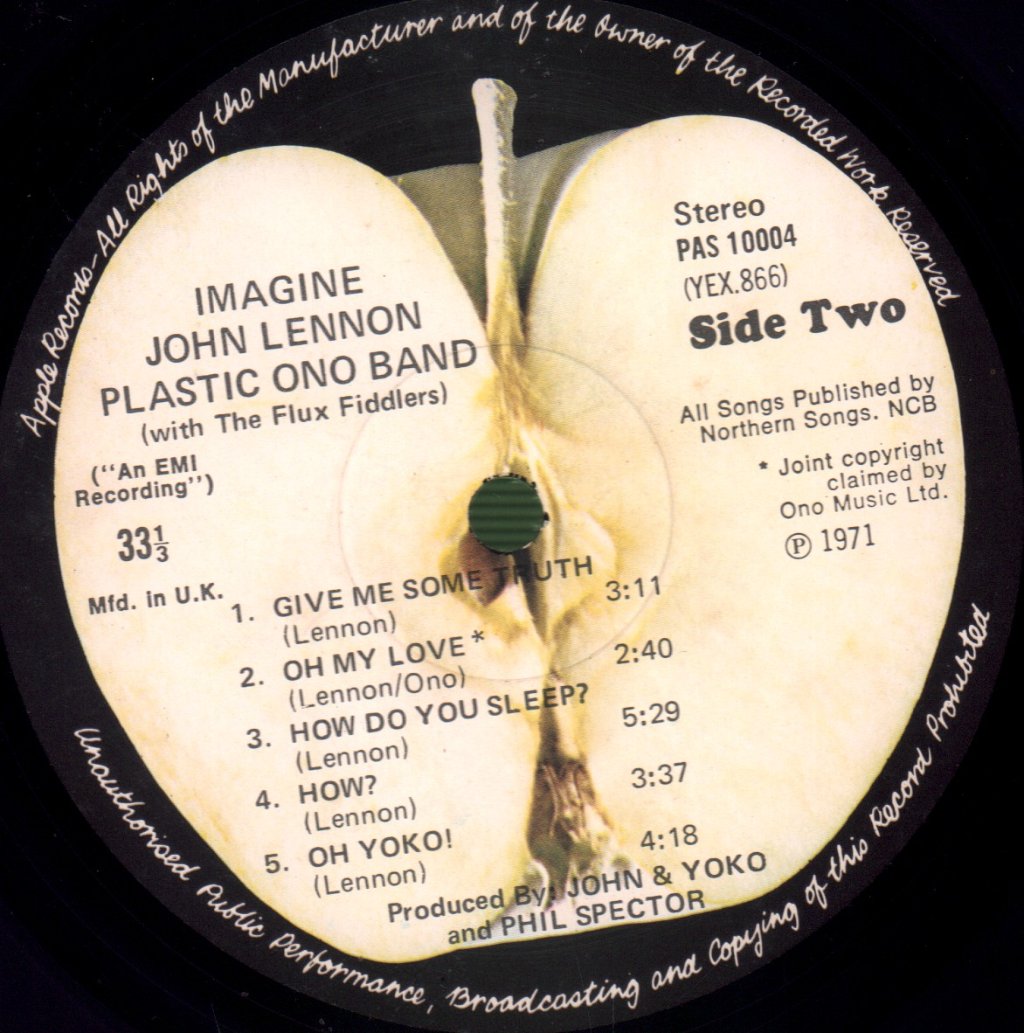 Apple Records-All Rights of the Manufacturer and of the Owner of the Recorded Work Reserved
IMAGINE
JOHN LENNON
PLASTIC ONO BAND
(with The Flux Fiddlers)
("An EMI
Recording")
33⅓
Mfd. in U.K.
Stereo
PAS 10004
(YEX.866)
Side Two
All Songs Published by
Northern Songs. NCB
* Joint copyright
claimed by
Ono Music Ltd.
Ⓟ 1971
1. GIVE ME SOME TRUTH 3:11
(Lennon)
2. OH MY LOVE * 2:40
(Lennon/Ono)
3. HOW DO YOU SLEEP? 5:29
(Lennon)
4. HOW? 3:37
(Lennon)
5. OH YOKO! 4:18
(Lennon)
Produced By: JOHN & YOKO
and PHIL SPECTOR
Unauthorised Public Performance, Broadcasting and Copying of this Record Prohibited